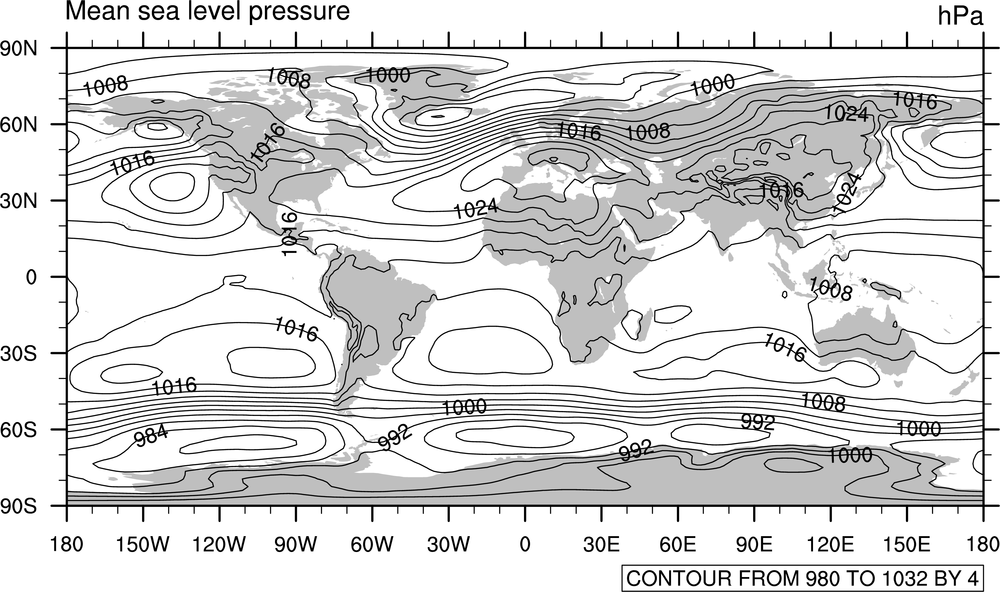 Mean sea level pressure hPa
90N
1008 1000
1008 1000
1016
1024
60N
1016 1016 1008
1016
1024
1016
30N
1024
1016
0
1008
1016
1016
30S
1016
1000 1008
992
60S
984 992 1000
992 1000
90S
180 150W 120W 90W 60W 30W 0 30E 60E 90E 120E 150E 180
CONTOUR FROM 980 TO 1032 BY 4